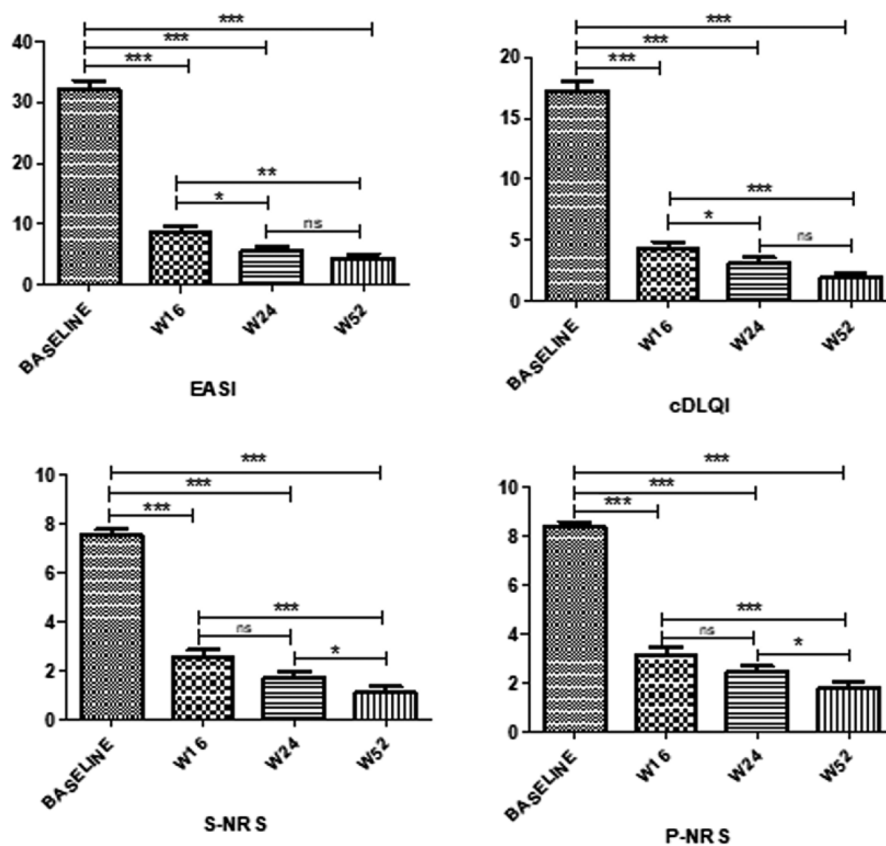 ***
***
***
40
30
20
10
0
**
*
ns
BASELINE
W16
W24
W52
EASI
***
***
***
20
15
10
5
0
***
*
ns
BASELINE
W16
W24
W52
cDLQI
***
***
***
10
8
6
4
2
0
***
ns
*
BASELINE
W16
W24
W52
S-NRS
***
***
***
10
8
6
4
2
0
***
ns
*
BASELINE
W16
W24
W52
P-NRS